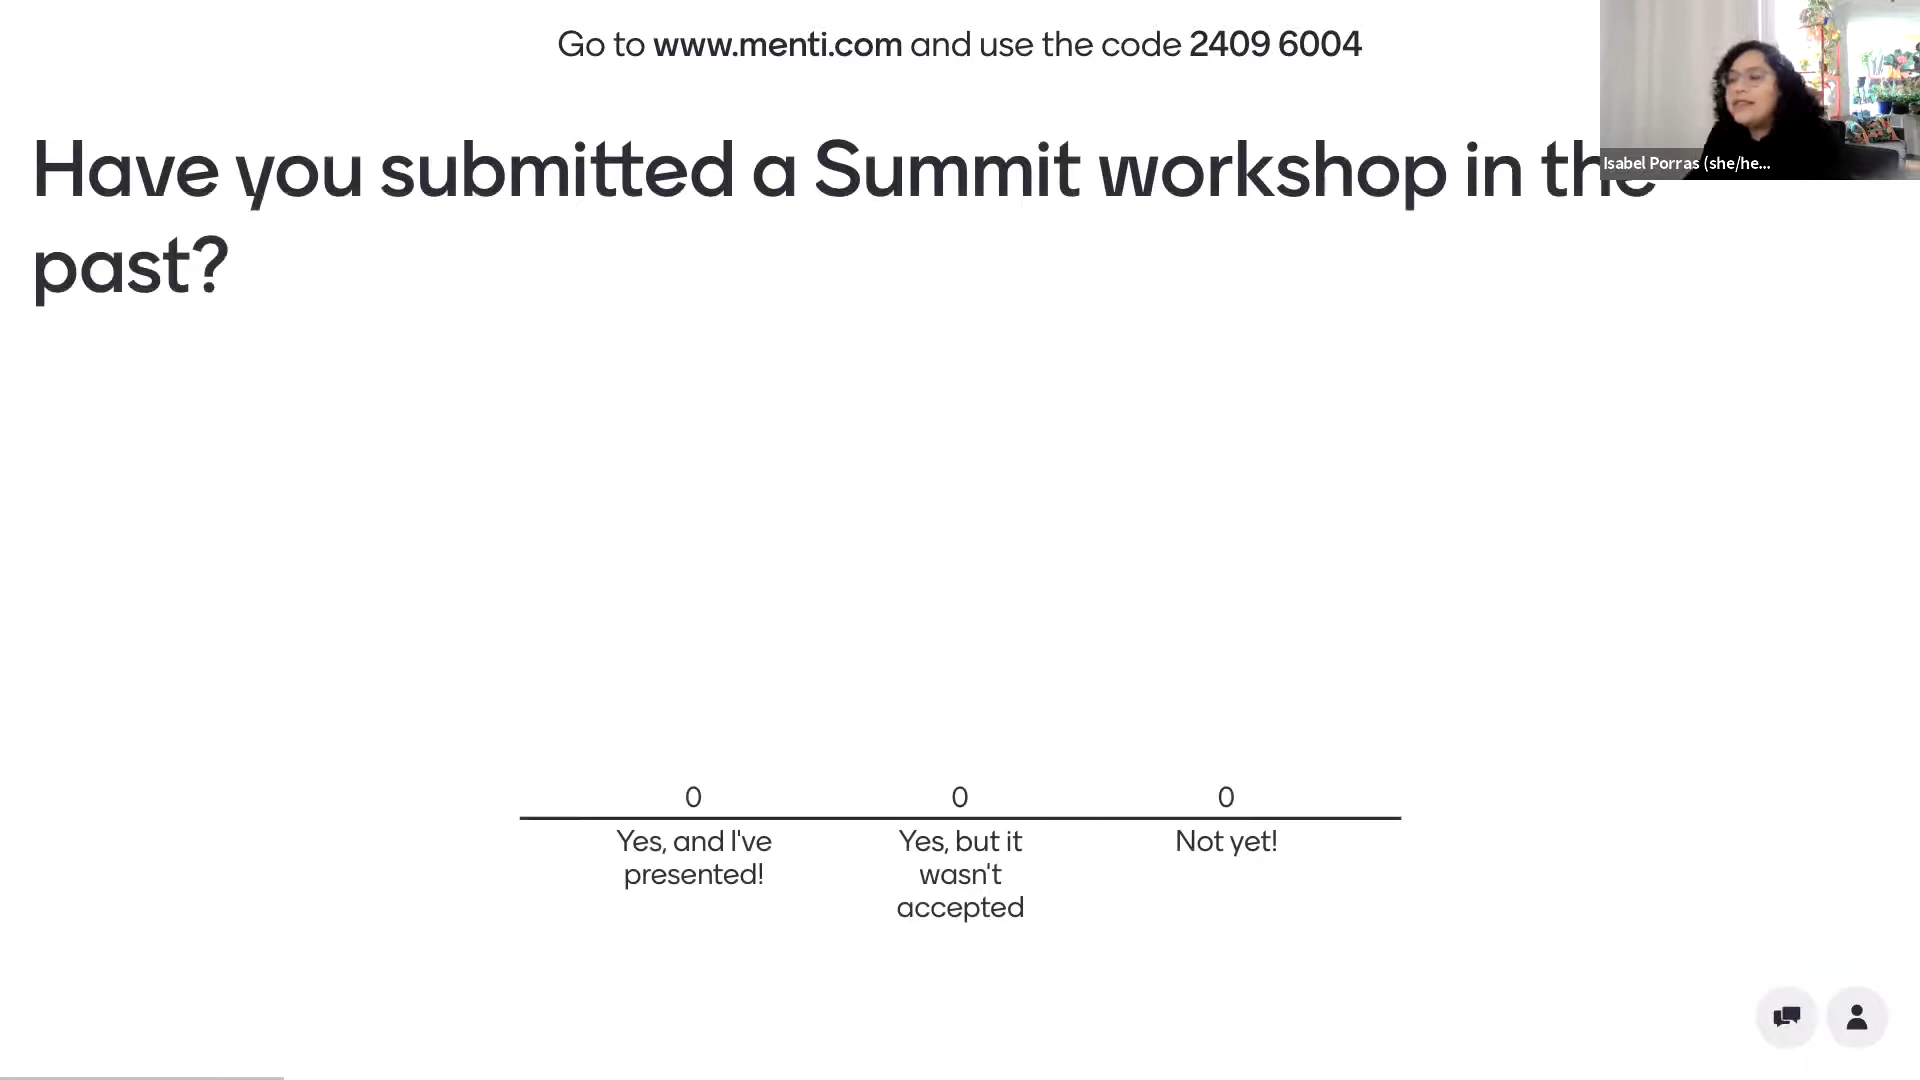 Go to www.menti.com and use the code 2409 6004
Have you submitted a Summit workshop in the
past?
Isabel Porras (she/he...
0 0 0
Yes, and I've presented!
Yes, but it wasn't accepted
Not yet!